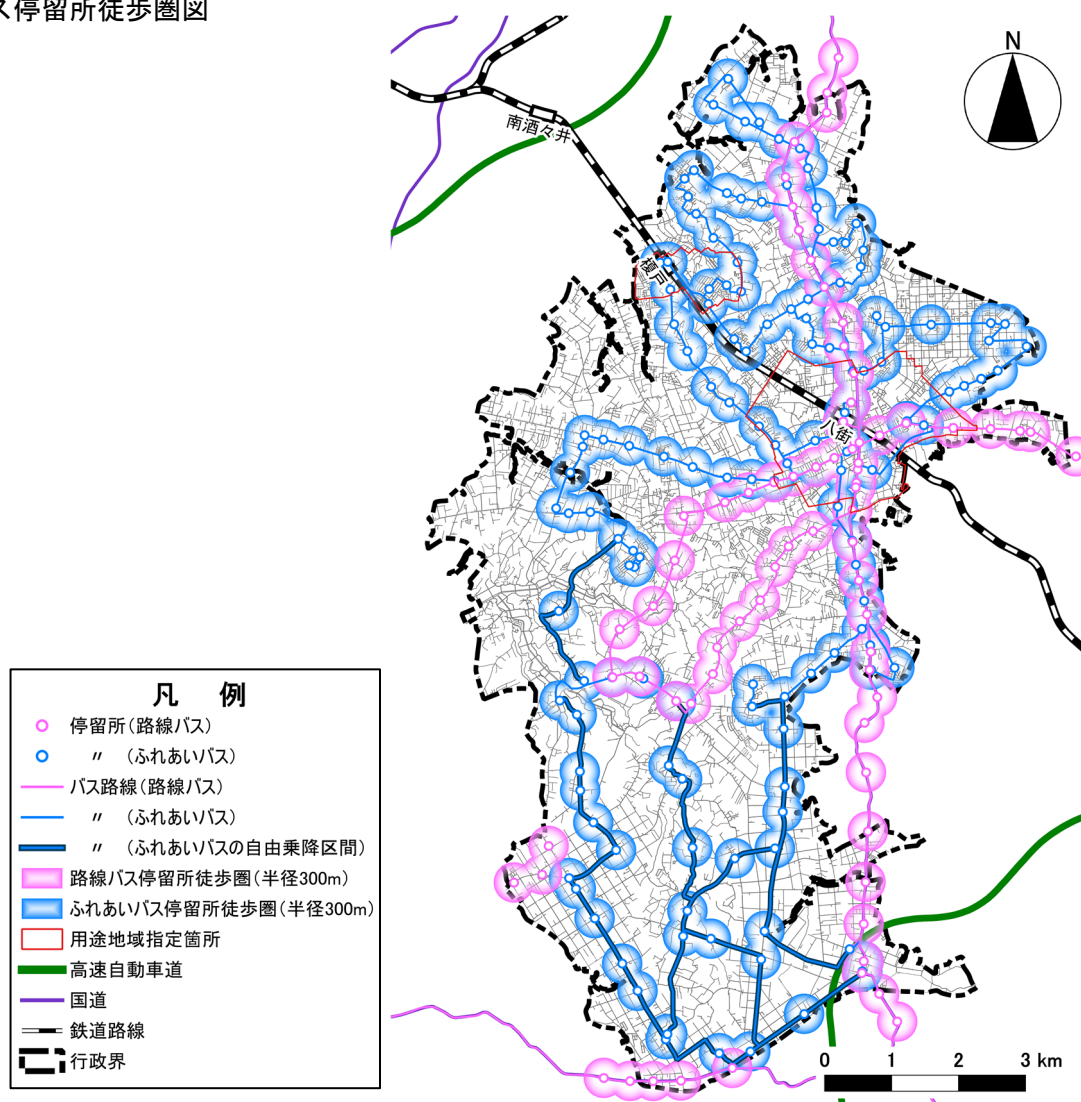 ス停留所徒歩圏図
N
南酒々井
榎戸
八街
凡 例
停留所(路線バス)
〃 (ふれあいバス)
バス路線(路線バス)
〃 (ふれあいバス)
〃 (ふれあいバスの自由乗降区間)
路線バス停留所徒歩圏(半径300m)
ふれあいバス停留所徒歩圏(半径300m)
用途地域指定箇所
高速自動車道
国道
鉄道路線
行政界
0 1 2 3 km